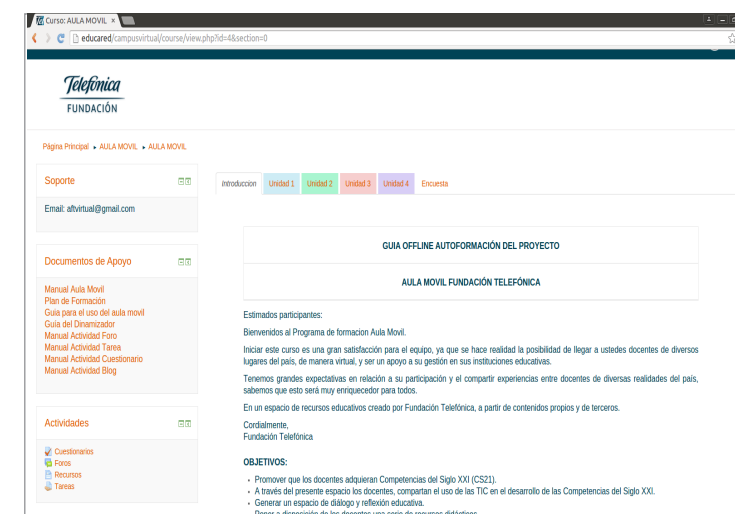 Curso: AULA MOVIL ×
educared/campusvirtual/course/view.php?id=4&section=0
Telefónica
FUNDACIÓN
Página Principal ▸ AULA MOVIL ▸ AULA MOVIL
Soporte
Email: aftvirtual@gmail.com
Documentos de Apoyo
Manual Aula Movil
Plan de Formación
Guia para el uso del aula movil
Guía del Dinamizador
Manual Actividad Foro
Manual Actividad Tarea
Manual Actividad Cuestionario
Manual Actividad Blog
Actividades
Cuestionarios
Foros
Recursos
Tareas
Introduccion Unidad 1 Unidad 2 Unidad 3 Unidad 4 Encuesta
GUIA OFFLINE AUTOFORMACIÓN DEL PROYECTO
AULA MOVIL FUNDACIÓN TELEFÓNICA
Estimados participantes:
Bienvenidos al Programa de formacion Aula Movil.
Iniciar este curso es una gran satisfacción para el equipo, ya que se hace realidad la posibilidad de llegar a ustedes docentes de diversos
lugares del país, de manera virtual, y ser un apoyo a su gestión en sus instituciones educativas.
Tenemos grandes expectativas en relación a su participación y el compartir experiencias entre docentes de diversas realidades del país,
sabemos que esto será muy enriquecedor para todos.
En un espacio de recursos educativos creado por Fundación Telefónica, a partir de contenidos propios y de terceros.
Cordialmente,
Fundación Telefónica
OBJETIVOS:
• Promover que los docentes adquieran Competencias del Siglo XXI (CS21).
• A través del presente espacio los docentes, compartan el uso de las TIC en el desarrollo de las Competencias del Siglo XXI.
• Generar un espacio de diálogo y reflexión educativa.
• Poner a disposición de los docentes una serie de recursos didácticos